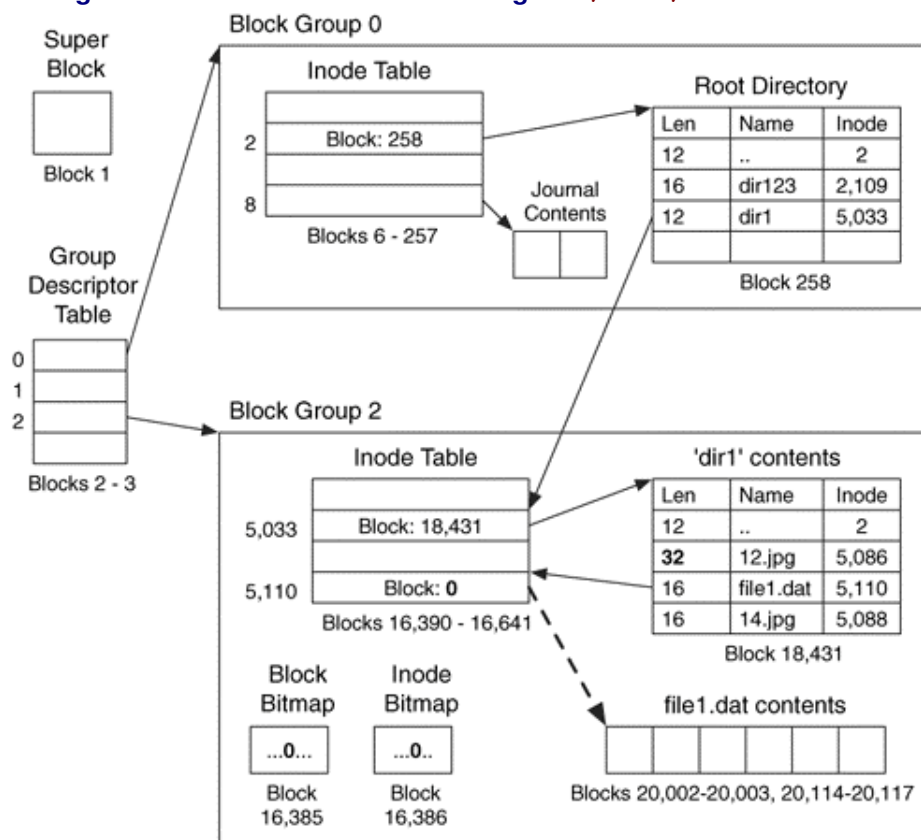 Block Group 0
Super
Block
Block 1
Inode Table
2
Block: 258
8
Blocks 6 - 257
Journal
Contents
Root Directory
Len Name Inode
12 .. 2
16 dir123 2,109
12 dir1 5,033
Block 258
Group
Descriptor
Table
0
1
2
Blocks 2 - 3
Block Group 2
Inode Table
5,033 Block: 18,431
5,110 Block: 0
Blocks 16,390 - 16,641
'dir1' contents
Len Name Inode
12 .. 2
32 12.jpg 5,086
16 file1.dat 5,110
16 14.jpg 5,088
Block 18,431
Block
Bitmap
...0...
Block
16,385
Inode
Bitmap
...0..
Block
16,386
file1.dat contents
Blocks 20,002-20,003, 20,114-20,117